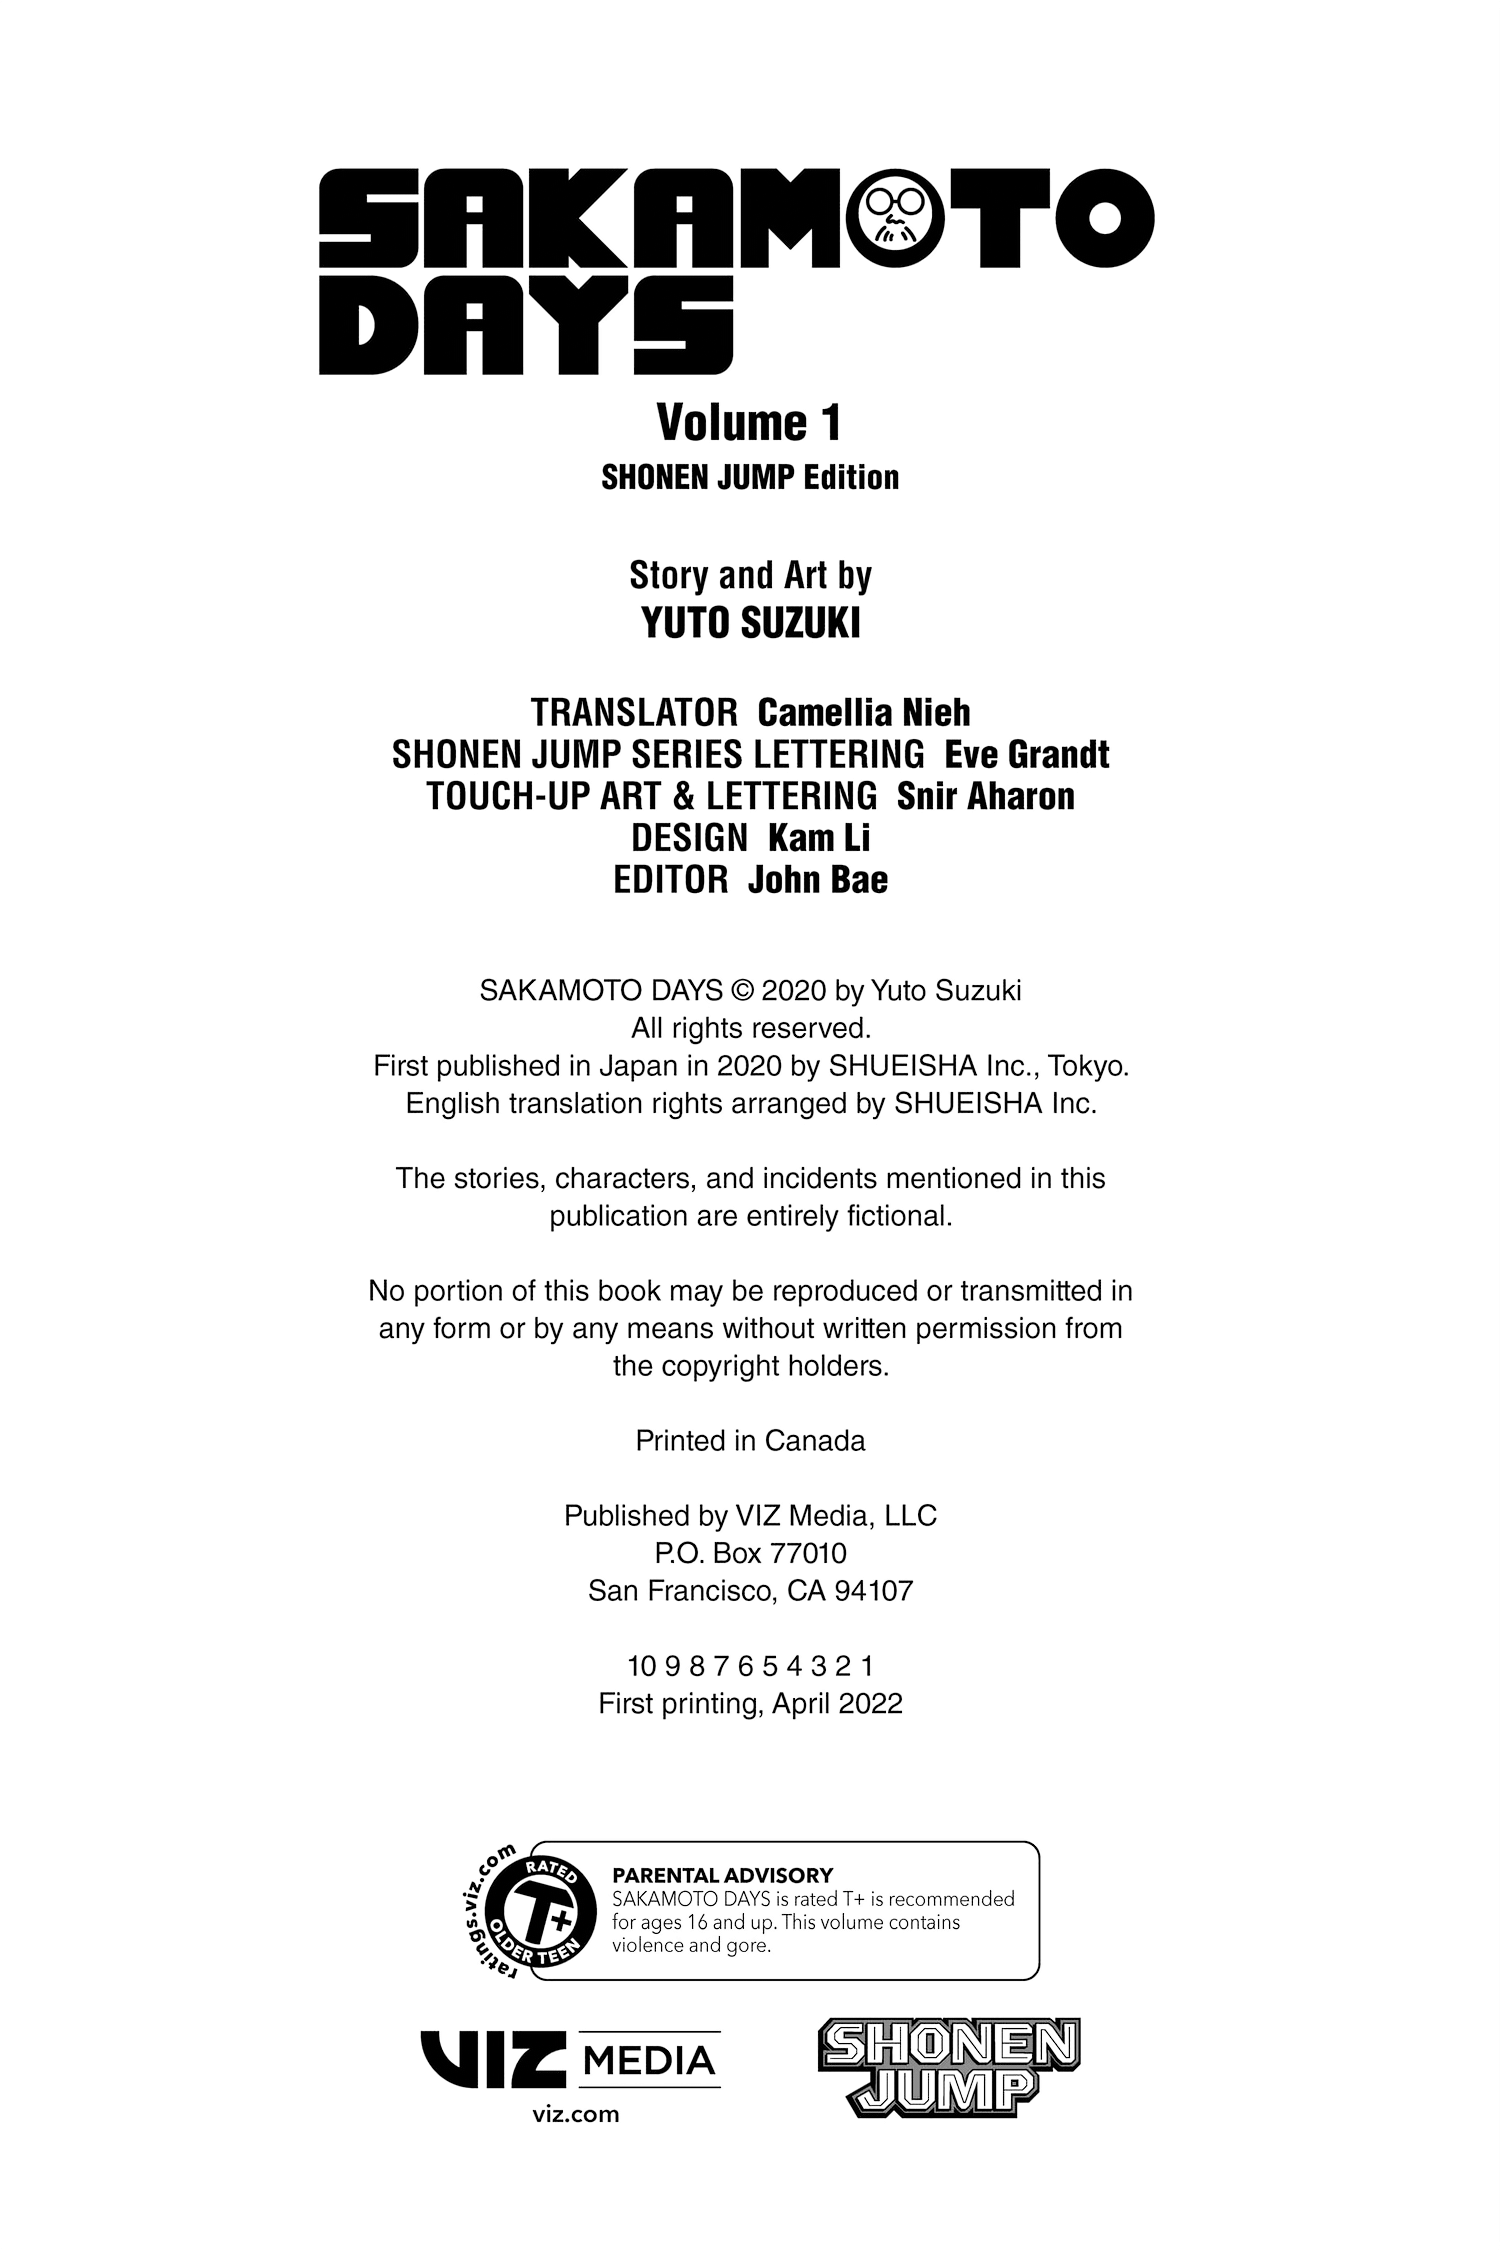 SAKAMOTO
DAYS
Volume 1
SHONEN JUMP Edition
Story and Art by
YUTO SUZUKI
TRANSLATOR Camellia Nieh
SHONEN JUMP SERIES LETTERING Eve Grandt
TOUCH-UP ART & LETTERING Snir Aharon
DESIGN Kam Li
EDITOR John Bae
SAKAMOTO DAYS © 2020 by Yuto Suzuki
All rights reserved.
First published in Japan in 2020 by SHUEISHA Inc., Tokyo.
English translation rights arranged by SHUEISHA Inc.
The stories, characters, and incidents mentioned in this
publication are entirely fictional.
No portion of this book may be reproduced or transmitted in
any form or by any means without written permission from
the copyright holders.
Printed in Canada
Published by VIZ Media, LLC
P.O. Box 77010
San Francisco, CA 94107
10 9 8 7 6 5 4 3 2 1
First printing, April 2022
ratings.viz.com
RATED
T+
OLDER TEEN
PARENTAL ADVISORY
SAKAMOTO DAYS is rated T+ is recommended
for ages 16 and up. This volume contains
violence and gore.
VIZ MEDIA
viz.com
SHONEN
JUMP